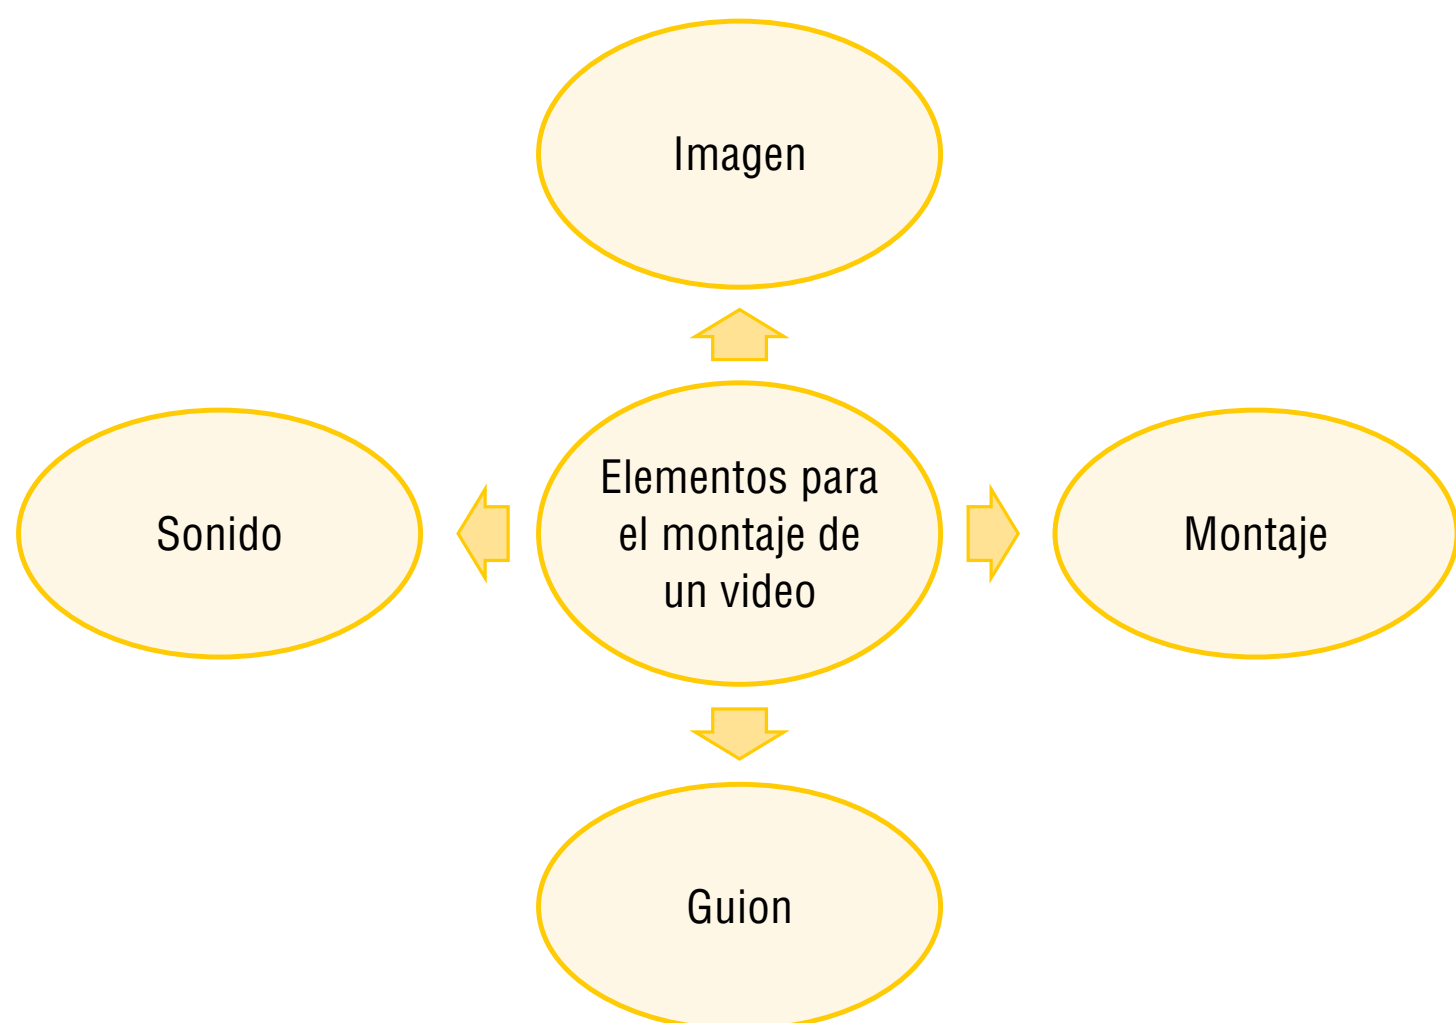 Imagen
Elementos para
el montaje de
un video
Sonido
Montaje
Guion